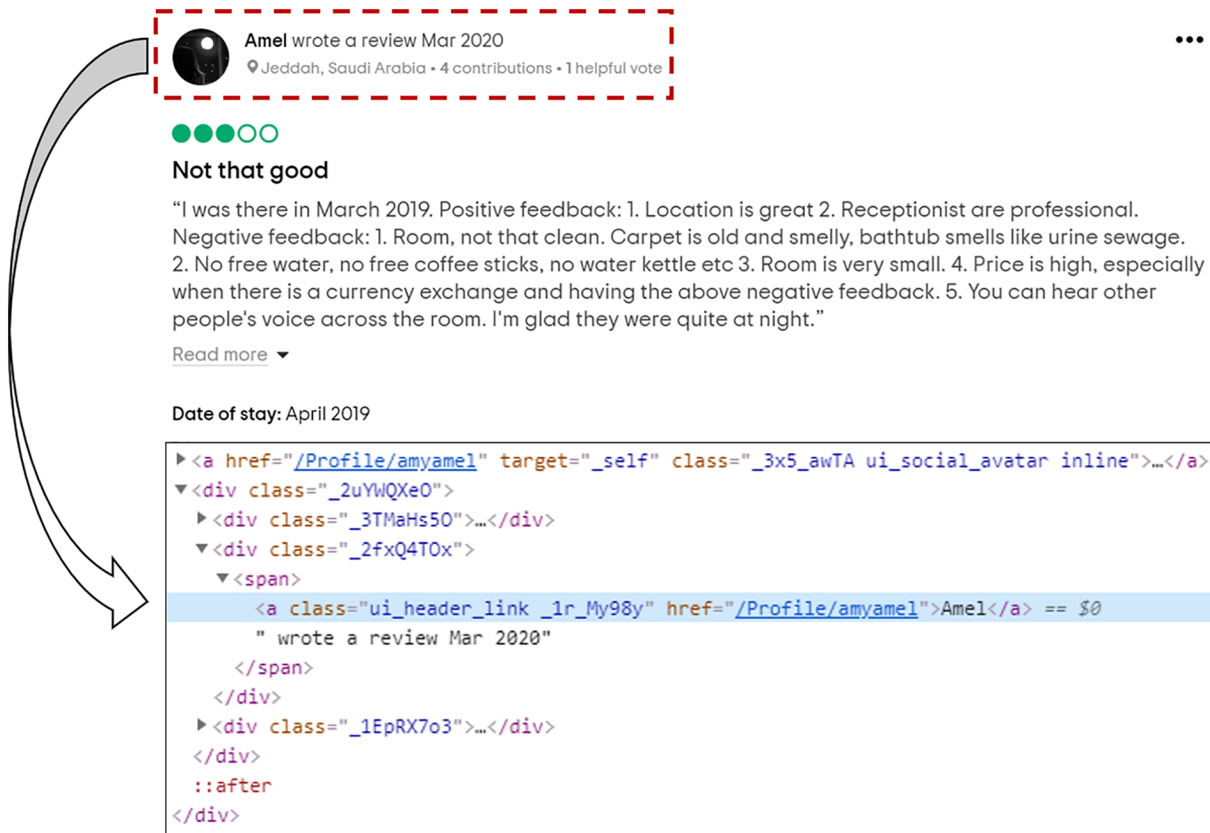 Amel wrote a review Mar 2020
Jeddah, Saudi Arabia • 4 contributions • 1 helpful vote
Not that good
“I was there in March 2019. Positive feedback: 1. Location is great 2. Receptionist are professional.
Negative feedback: 1. Room, not that clean. Carpet is old and smelly, bathtub smells like urine sewage.
2. No free water, no free coffee sticks, no water kettle etc 3. Room is very small. 4. Price is high, especially
when there is a currency exchange and having the above negative feedback. 5. You can hear other
people's voice across the room. I'm glad they were quite at night.”
Read more
Date of stay: April 2019
<a href="/Profile/amyamel" target="_self" class="_3x5_awTA ui_social_avatar inline">…</a>
<div class="_2uYWQXeO">
<div class="_3TMaHs5O">…</div>
<div class="_2fxQ4TOx">
<span>
<a class="ui_header_link _1r_My98y" href="/Profile/amyamel">Amel</a> == $0
" wrote a review Mar 2020"
</span>
</div>
<div class="_1EpRX7o3">…</div>
</div>
::after
</div>